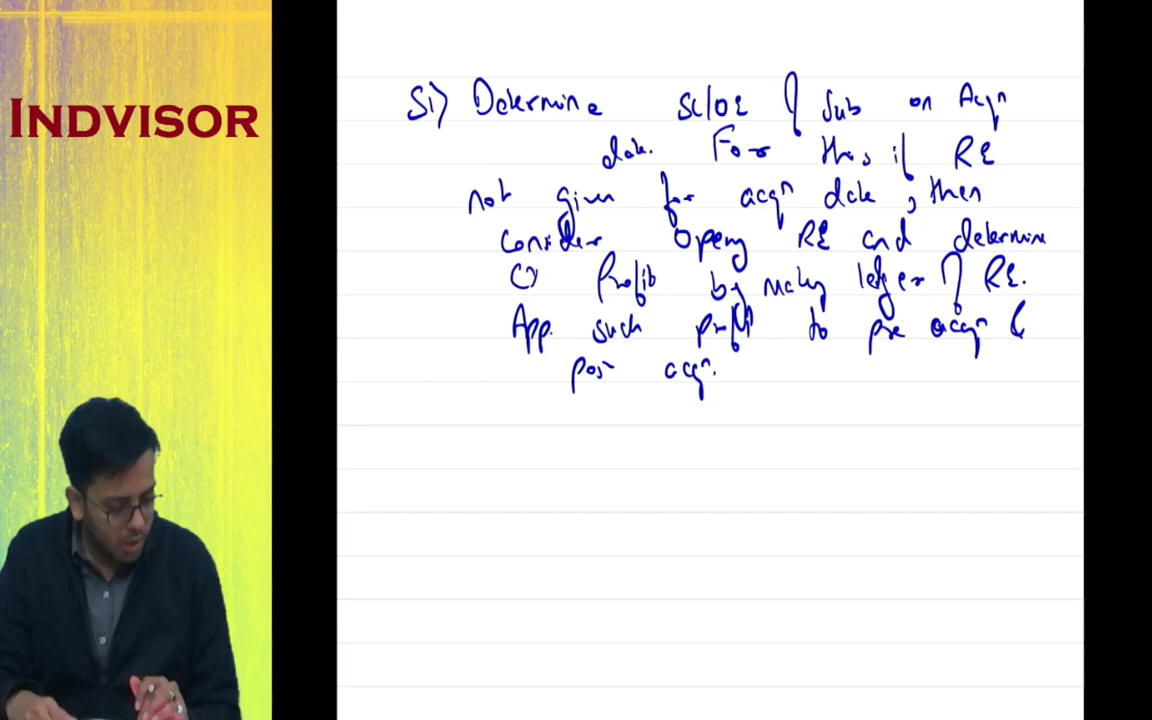 INDVISOR
S1) Determine SC/OE of Sub on Acqn
date. For this if RE
not given for acqn date, then
consider Opening RE and determine
CY Profit by making ledger of RE.
App. such profit to pre acqn &
post acqn.